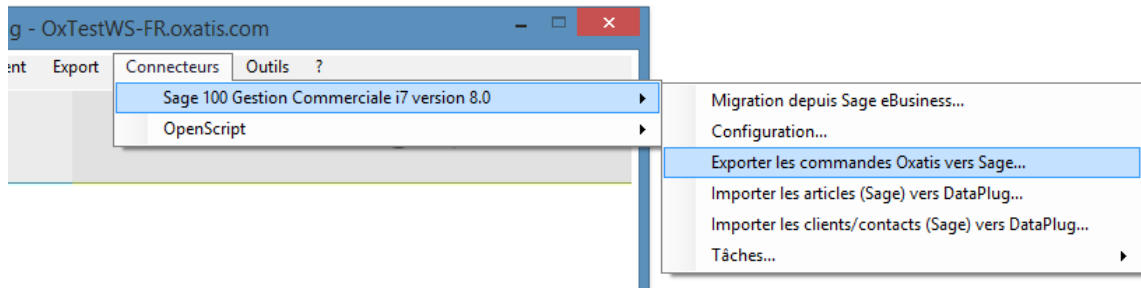 g - OxTestWS-FR.oxatis.com
ent Export Connecteurs Outils ?
Sage 100 Gestion Commerciale i7 version 8.0
OpenScript
Migration depuis Sage eBusiness...
Configuration...
Exporter les commandes Oxatis vers Sage...
Importer les articles (Sage) vers DataPlug...
Importer les clients/contacts (Sage) vers DataPlug...
Tâches...